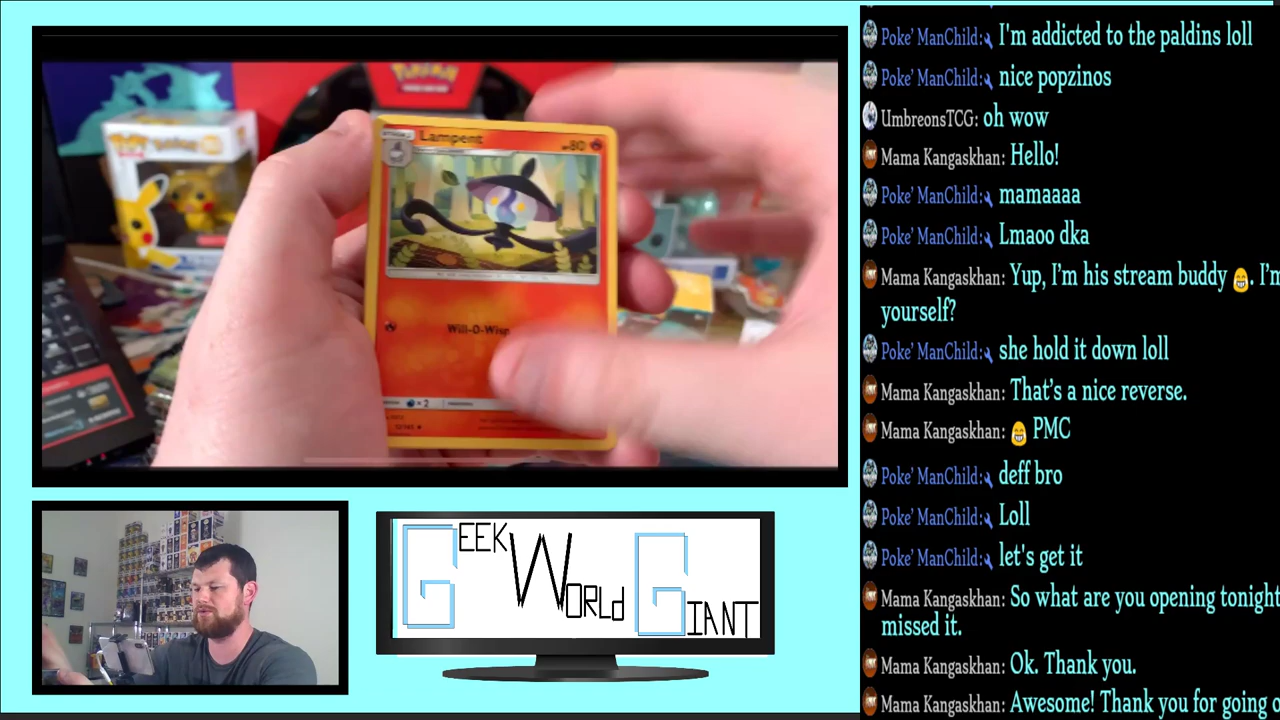 Pokémon
Lampent
80
Will-O-Wisp
× 2
GEEK WORLD GIANT
Poke' ManChild: I'm addicted to the paldins loll
Poke' ManChild: nice popzinos
UmbreonsTCG: oh wow
Mama Kangaskhan: Hello!
Poke' ManChild: mamaaaa
Poke' ManChild: Lmaoo dka
Mama Kangaskhan: Yup, I'm his stream buddy 😁. I'm
yourself?
Poke' ManChild: she hold it down loll
Mama Kangaskhan: That's a nice reverse.
Mama Kangaskhan: 😁 PMC
Poke' ManChild: deff bro
Poke' ManChild: Loll
Poke' ManChild: let's get it
Mama Kangaskhan: So what are you opening tonight
missed it.
Mama Kangaskhan: Ok. Thank you.
Mama Kangaskhan: Awesome! Thank you for going